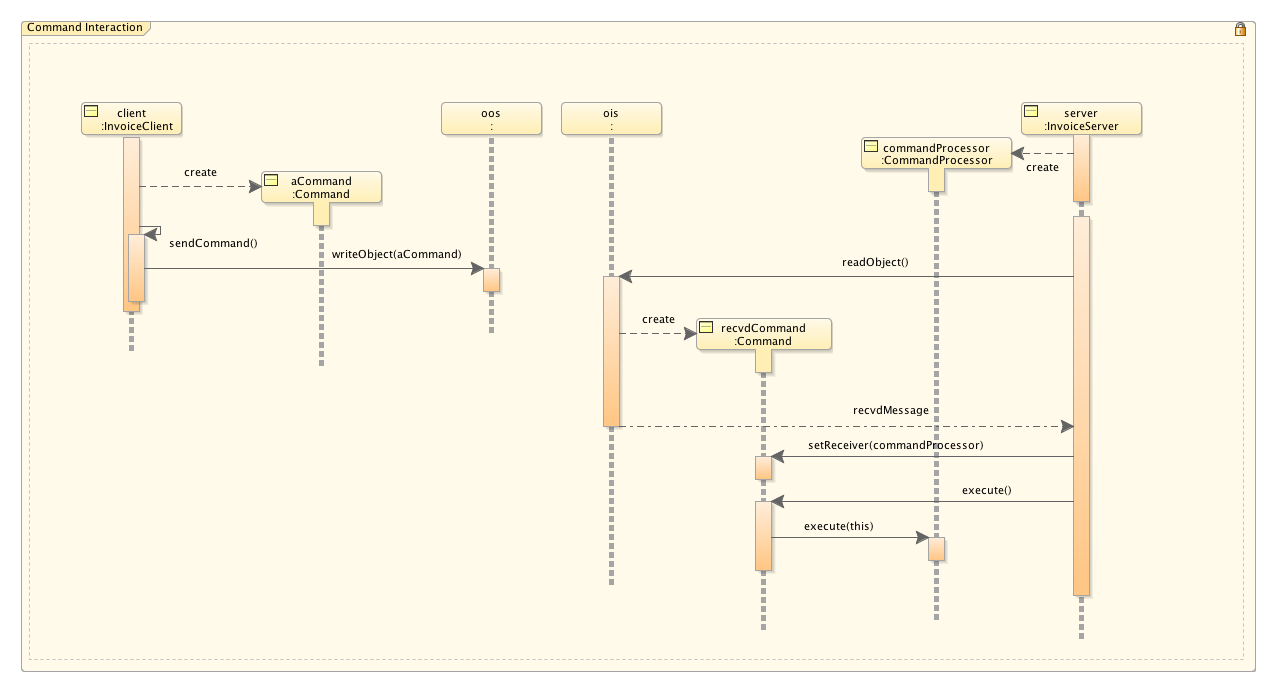 Command Interaction
client
:InvoiceClient
oos
:
ois
:
server
:InvoiceServer
commandProcessor
:CommandProcessor
create
create
aCommand
:Command
sendCommand()
writeObject(aCommand)
readObject()
create
recvdCommand
:Command
recvdMessage
setReceiver(commandProcessor)
execute()
execute(this)